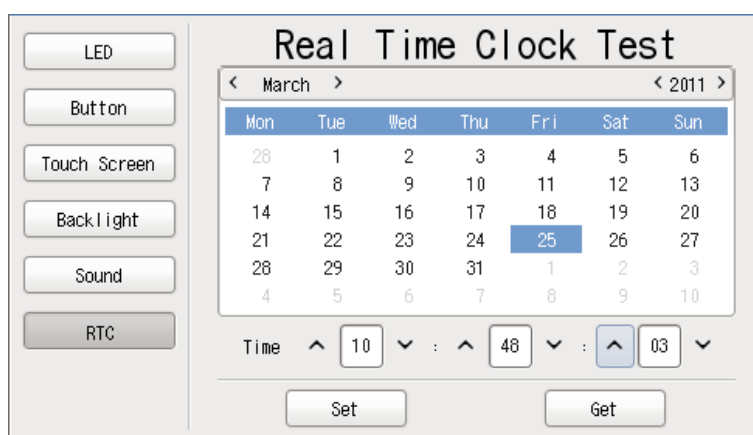 LED
Button
Touch Screen
Backlight
Sound
RTC
Real Time Clock Test
< March > < 2011 >
Mon Tue Wed Thu Fri Sat Sun
28 1 2 3 4 5 6
7 8 9 10 11 12 13
14 15 16 17 18 19 20
21 22 23 24 25 26 27
28 29 30 31 1 2 3
4 5 6 7 8 9 10
Time 10 : 48 : 03
Set Get